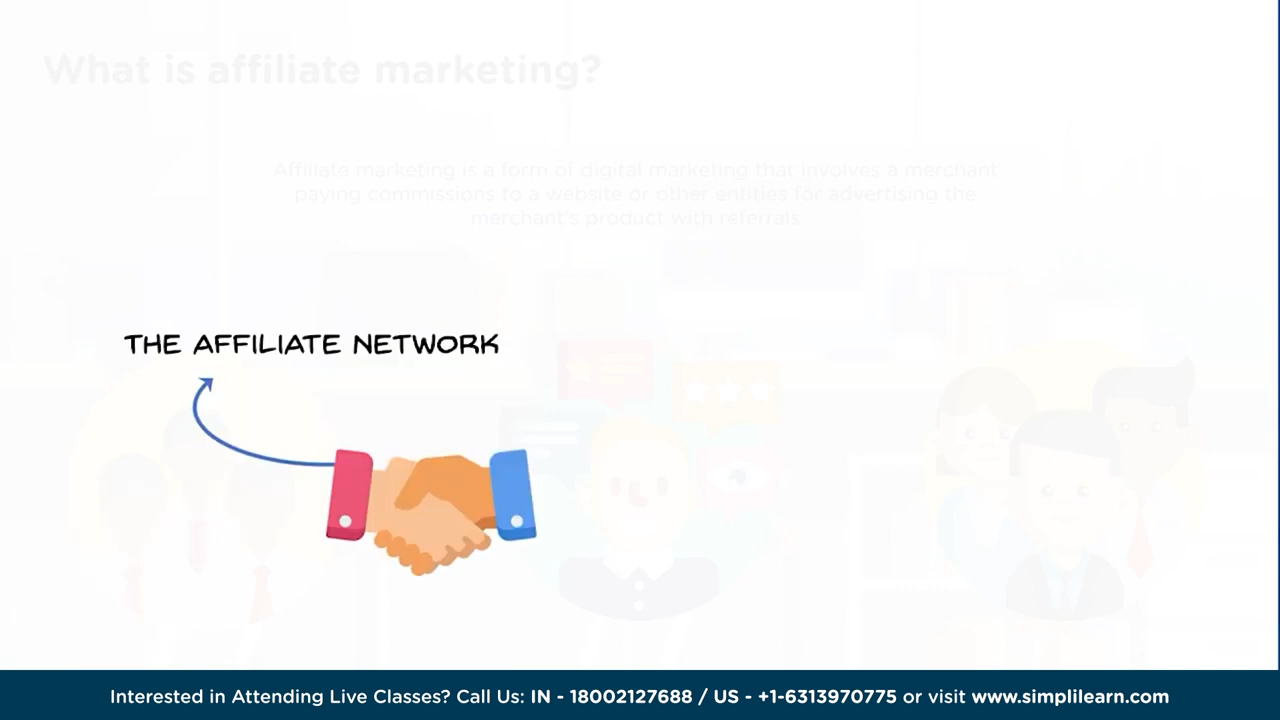 What is affiliate marketing?
Affiliate marketing is a form of digital marketing that involves a merchant
paying commissions to a website or other entities for advertising the
merchant's product with referrals
THE AFFILIATE NETWORK
Interested in Attending Live Classes? Call Us: IN - 18002127688 / US - +1-6313970775 or visit www.simplilearn.com